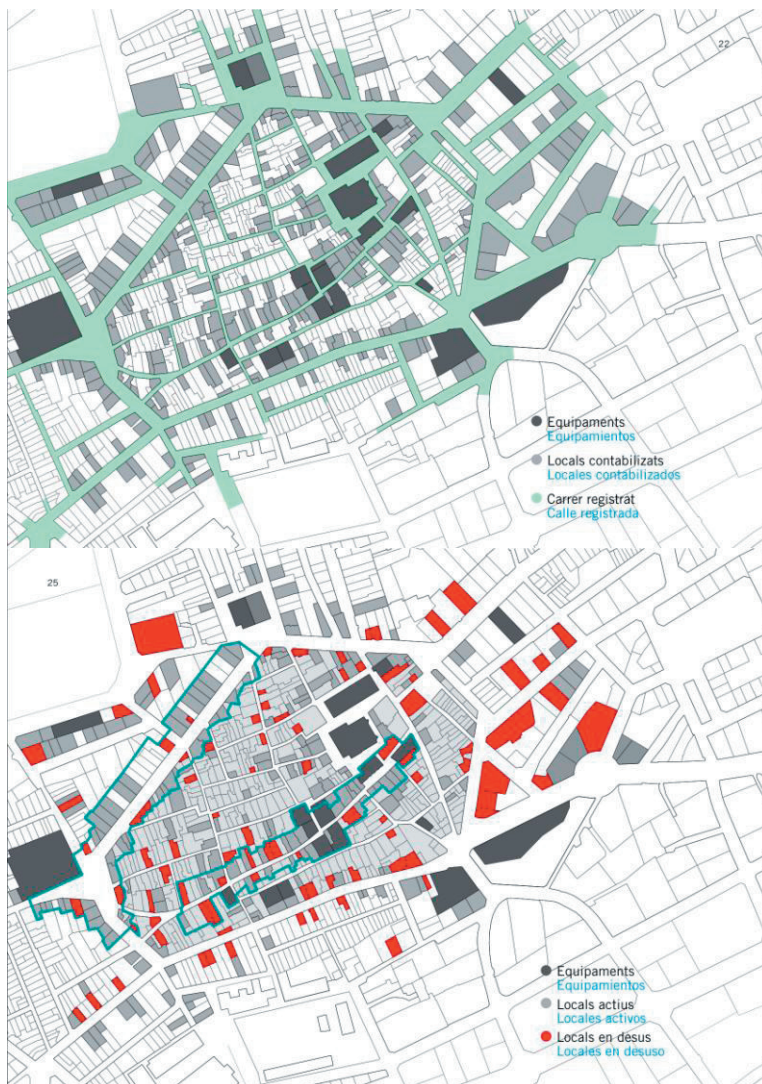 22
Equipaments
Equipamientos
Locals contabilizats
Locales contabilizados
Carrer registrat
Calle registrada
25
Equipaments
Equipamientos
Locals actius
Locales activos
Locals en desus
Locales en desuso